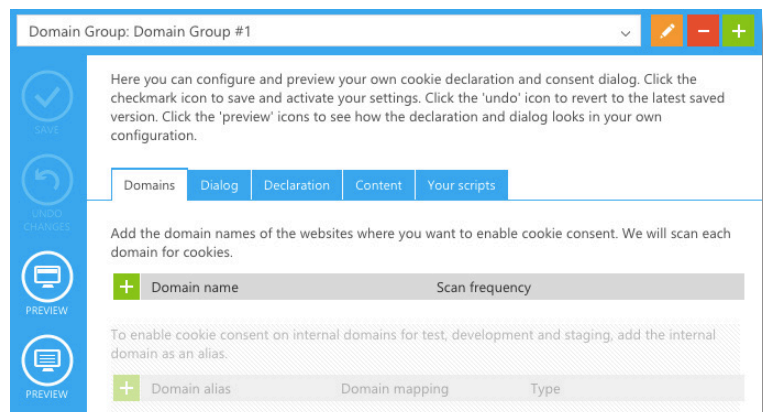 Domain Group: Domain Group #1
Here you can configure and preview your own cookie declaration and consent dialog. Click the
checkmark icon to save and activate your settings. Click the 'undo' icon to revert to the latest saved
version. Click the 'preview' icons to see how the declaration and dialog looks in your own
configuration.
SAVE
Domains Dialog Declaration Content Your scripts
UNDO
CHANGES
Add the domain names of the websites where you want to enable cookie consent. We will scan each
domain for cookies.
Domain name Scan frequency
PREVIEW
To enable cookie consent on internal domains for test, development and staging, add the internal
domain as an alias.
Domain alias Domain mapping Type
PREVIEW